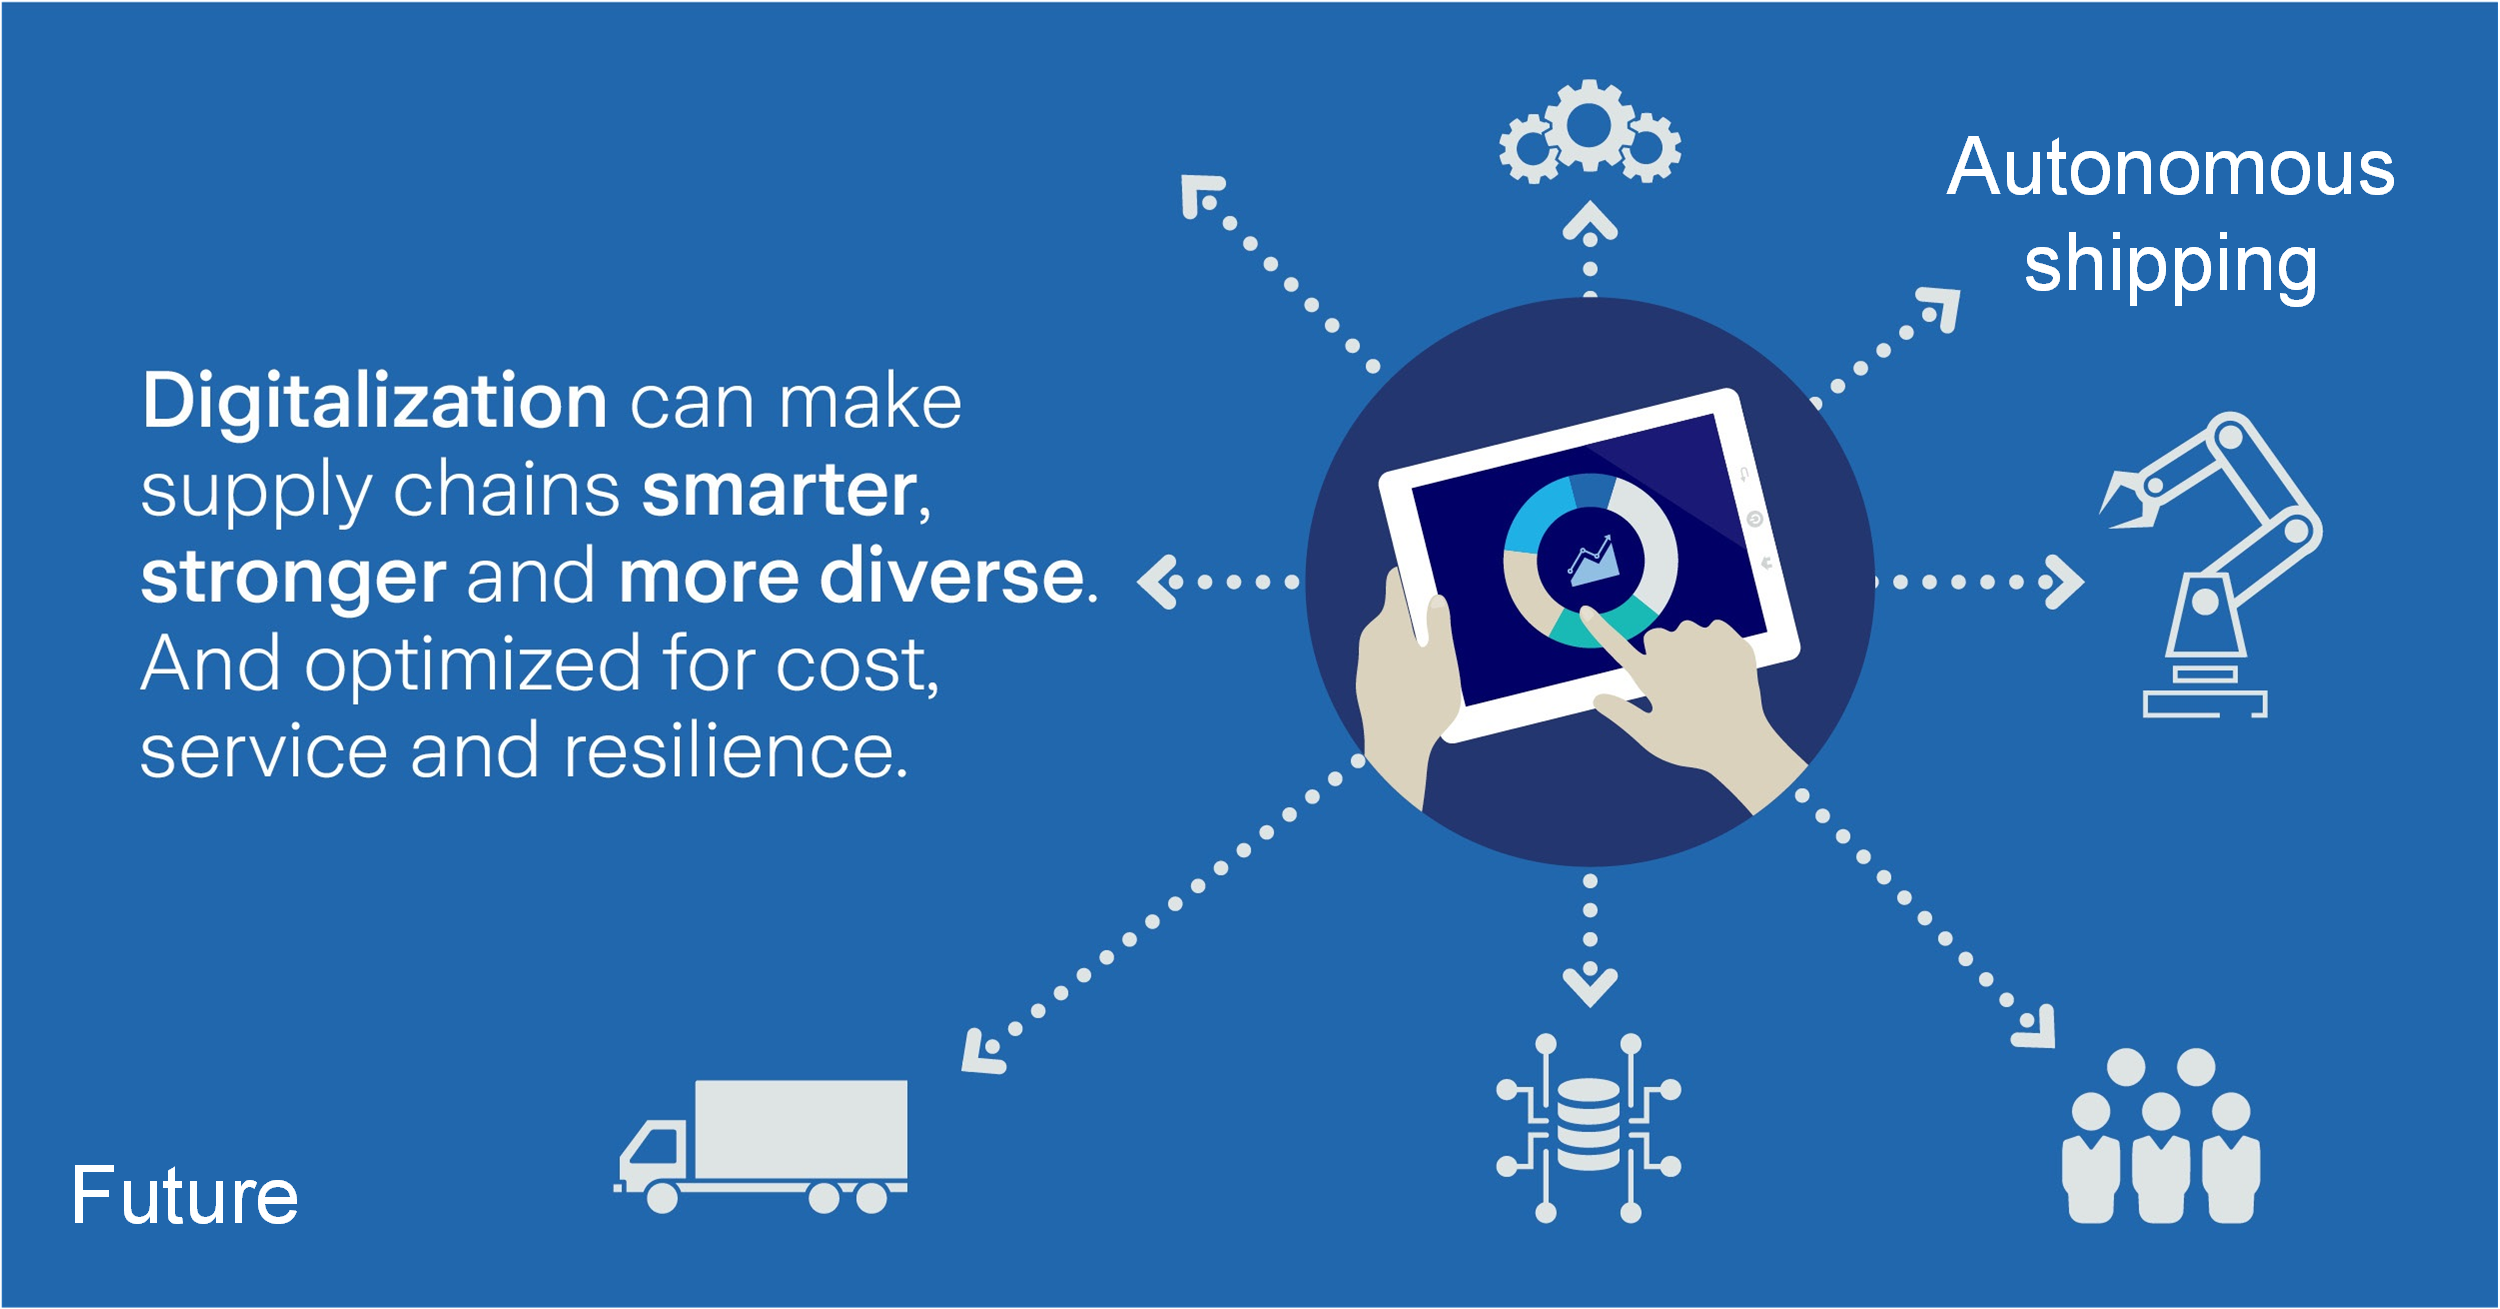 Autonomous
shipping
Digitalization can make
supply chains smarter,
stronger and more diverse.
And optimized for cost,
service and resilience.
Future